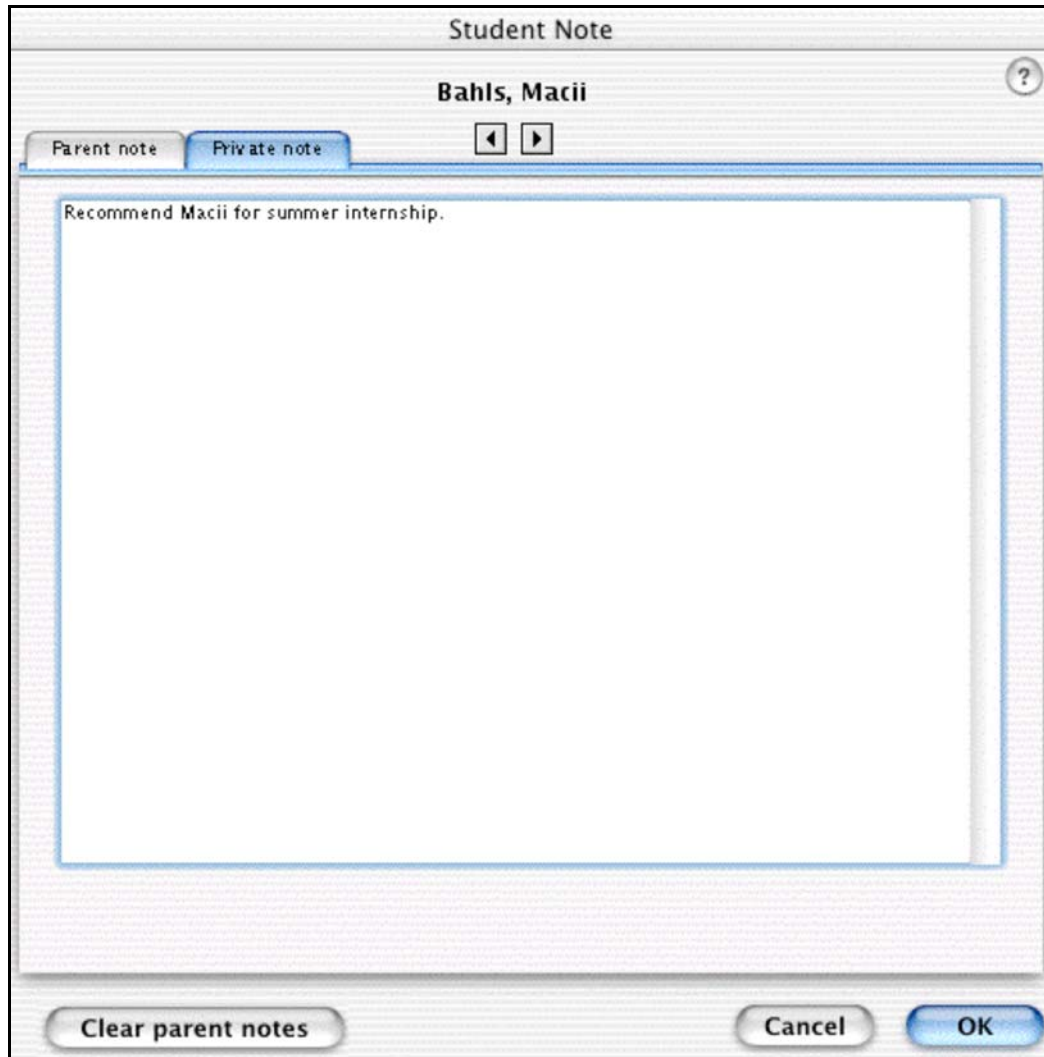 Student Note
?
Bahls, Macii
Parent note Private note
Recommend Macii for summer internship.
Clear parent notes Cancel OK